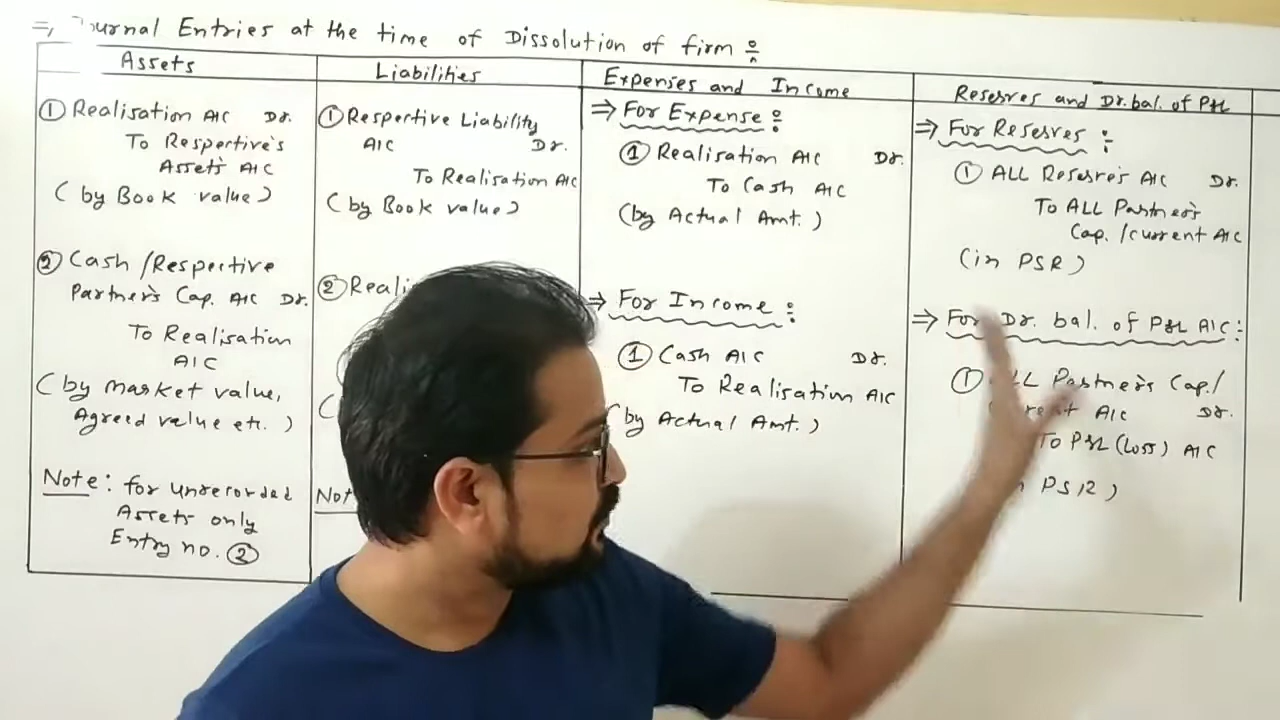 Journal Entries at the time of Dissolution of firm :
Assets
① Realisation A/C Dr.
To Respective's
Assets A/C
(by Book value)
② Cash /Respective
Partner's Cap. A/C Dr.
To Realisation
A/C
(by market value,
Agreed value etc.)
Note: for unrecorded
Assets only
Entry no. ②
Liabilities
① Respective Liability
A/C Dr.
To Realisation A/C
(by Book value)
②
Expenses and Income
⇒ For Expense :
① Realisation A/C Dr.
To Cash A/C
(by Actual Amt.)
⇒ For Income :
① Cash A/C Dr.
To Realisation A/C
by Actual Amt.)
Reserves and Dr. bal. of P&L
⇒ For Reserves :
① ALL Reserve's A/C Dr.
To ALL Partner's
Cap. /current A/C
(in PSR)
⇒ For Dr. bal. of P&L A/C :
① Partner's Cap./
A/C Dr.
To P&L (Loss) A/C
PSR)